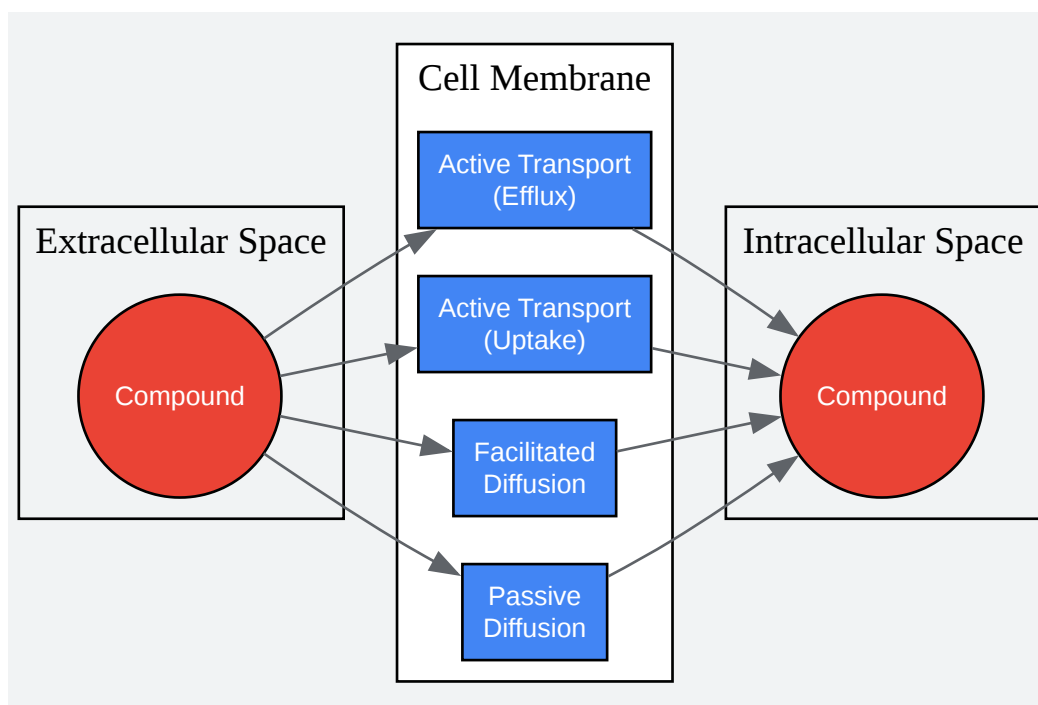 Cell Membrane
Active Transport
(Efflux)
Extracellular Space
Intracellular Space
Active Transport
(Uptake)
Compound
Compound
Facilitated
Diffusion
Passive
Diffusion